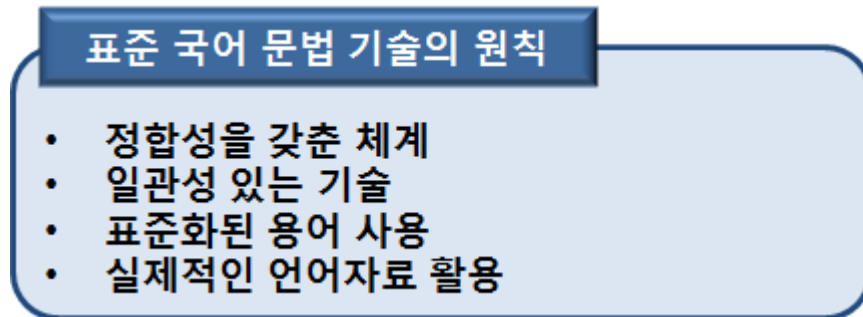 표준 국어 문법 기술의 원칙
• 정합성을 갖춘 체계
• 일관성 있는 기술
• 표준화된 용어 사용
• 실제적인 언어자료 활용